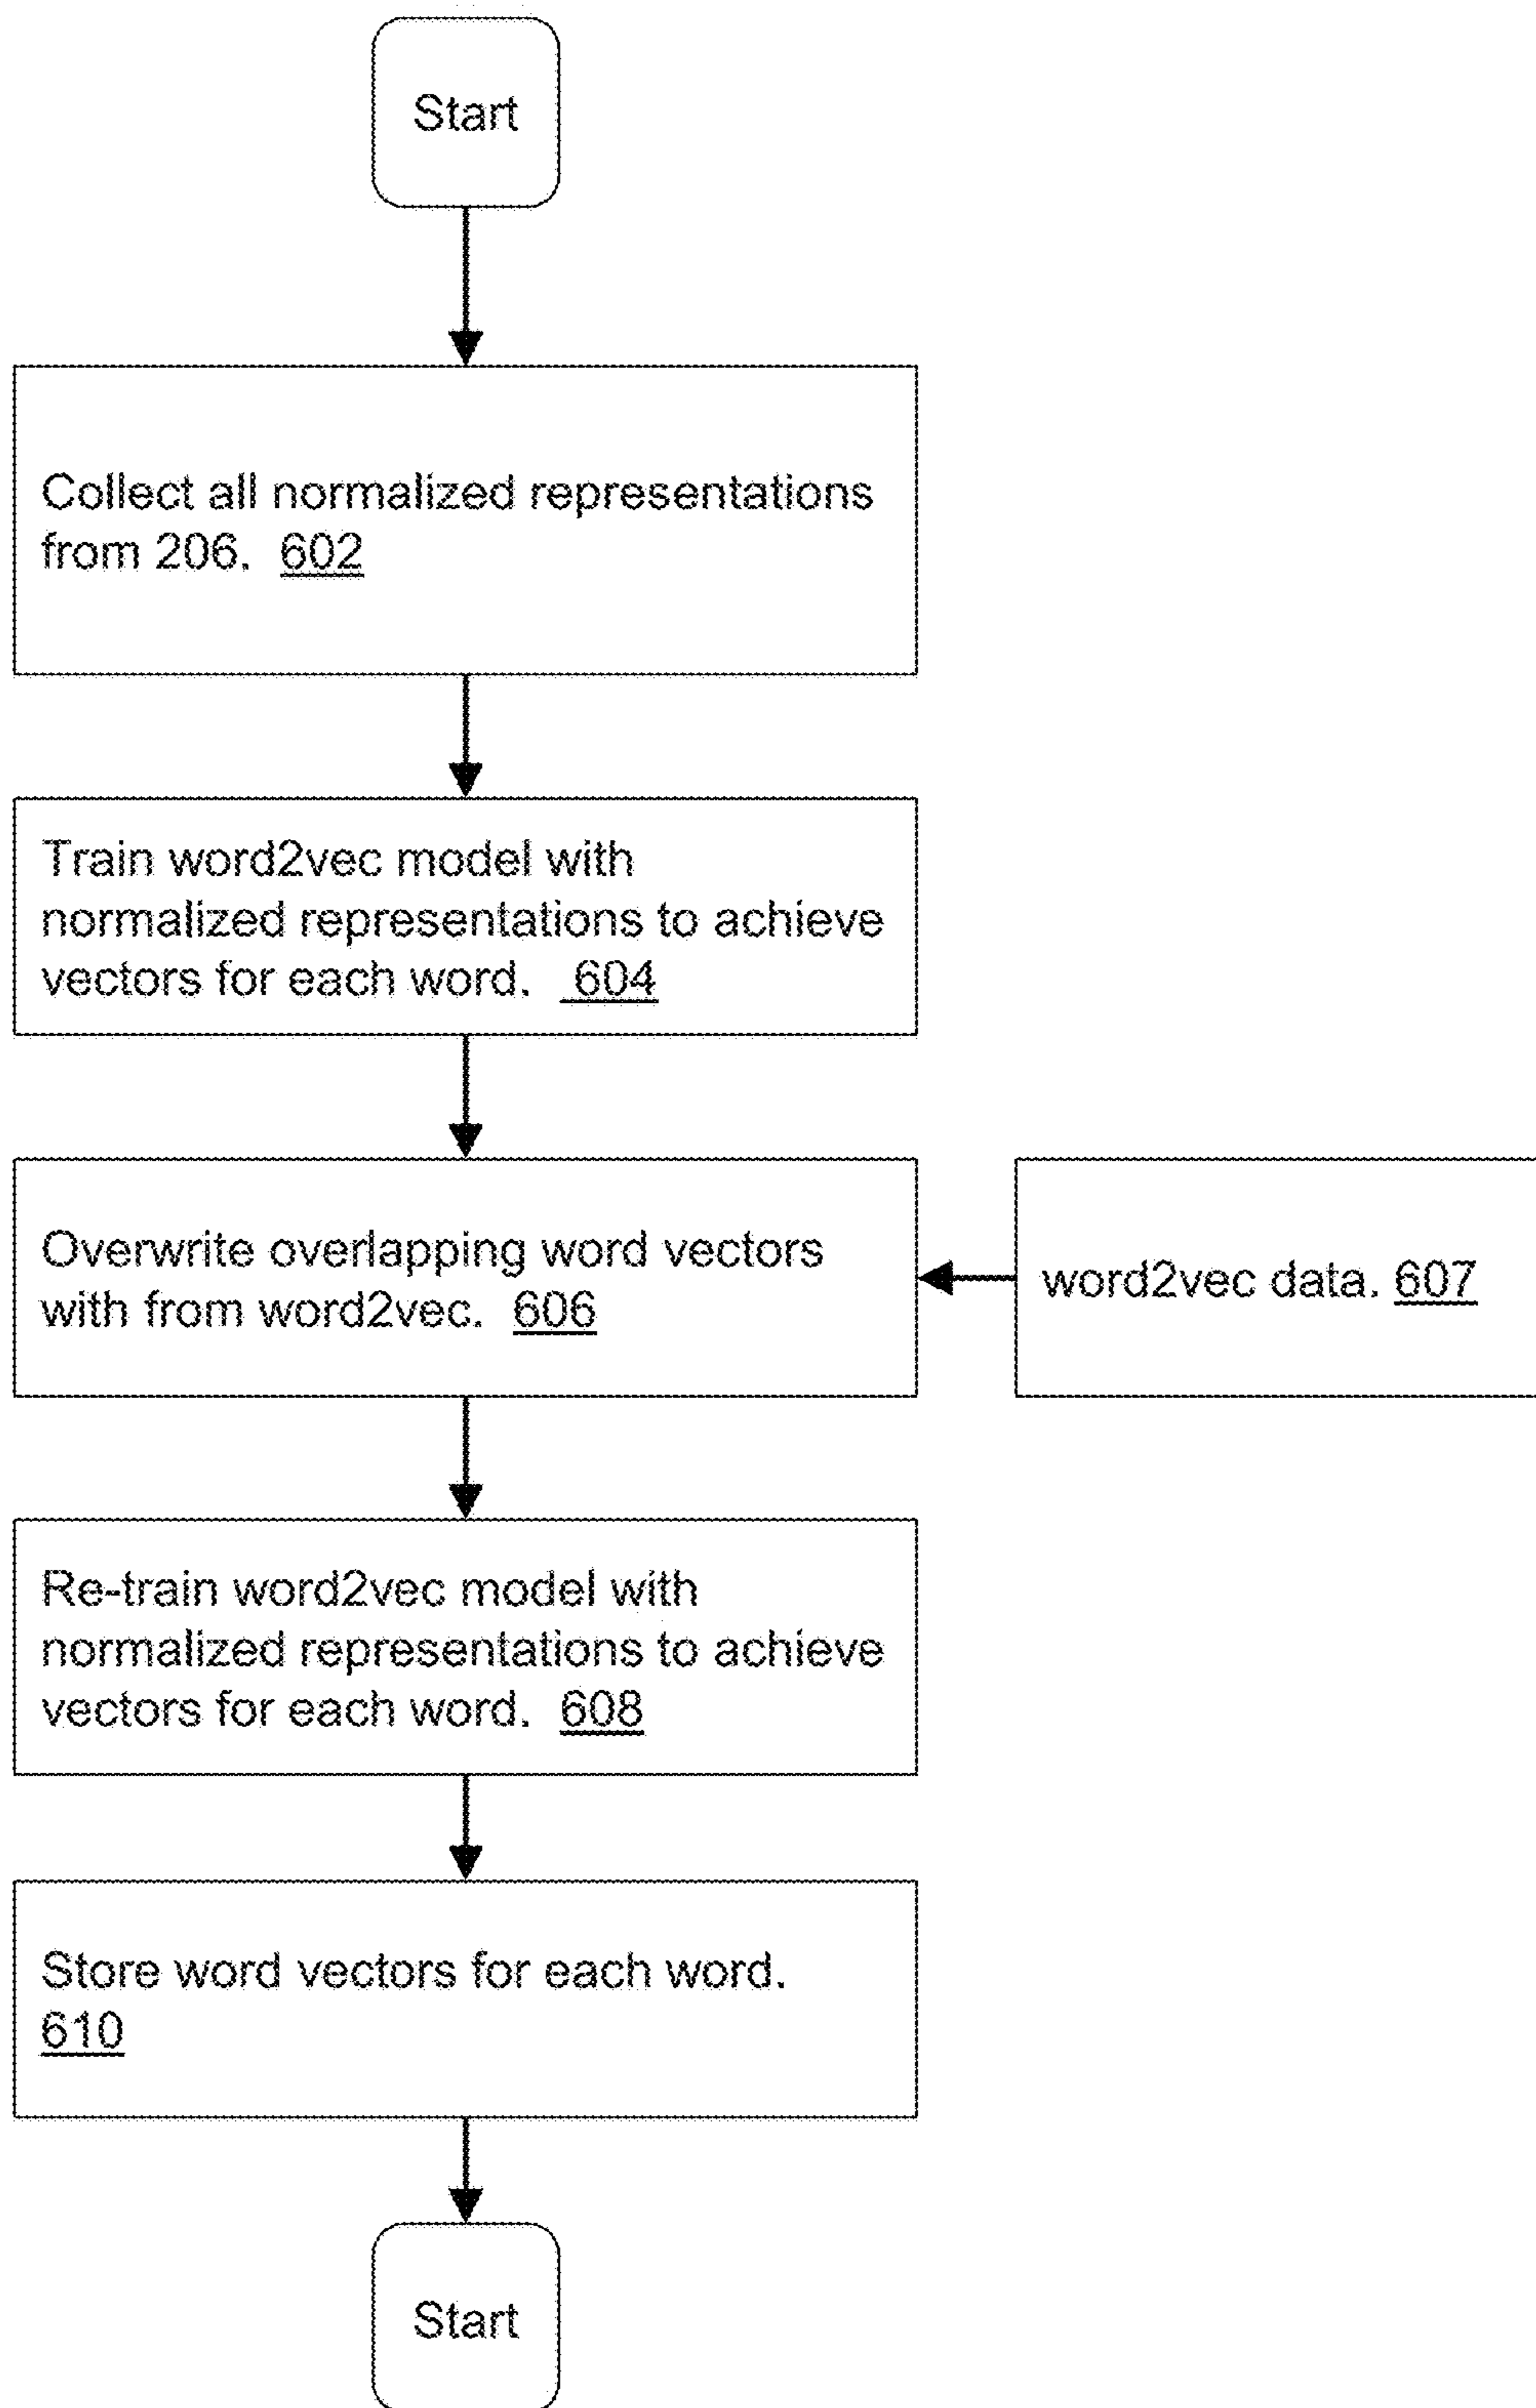 Start
Collect all normalized representations
from 206. 602
Train word2vec model with
normalized representations to achieve
vectors for each word. 604
Overwrite overlapping word vectors
with from word2vec. 606
word2vec data. 607
Re-train word2vec model with
normalized representations to achieve
vectors for each word. 608
Store word vectors for each word.
610
Start